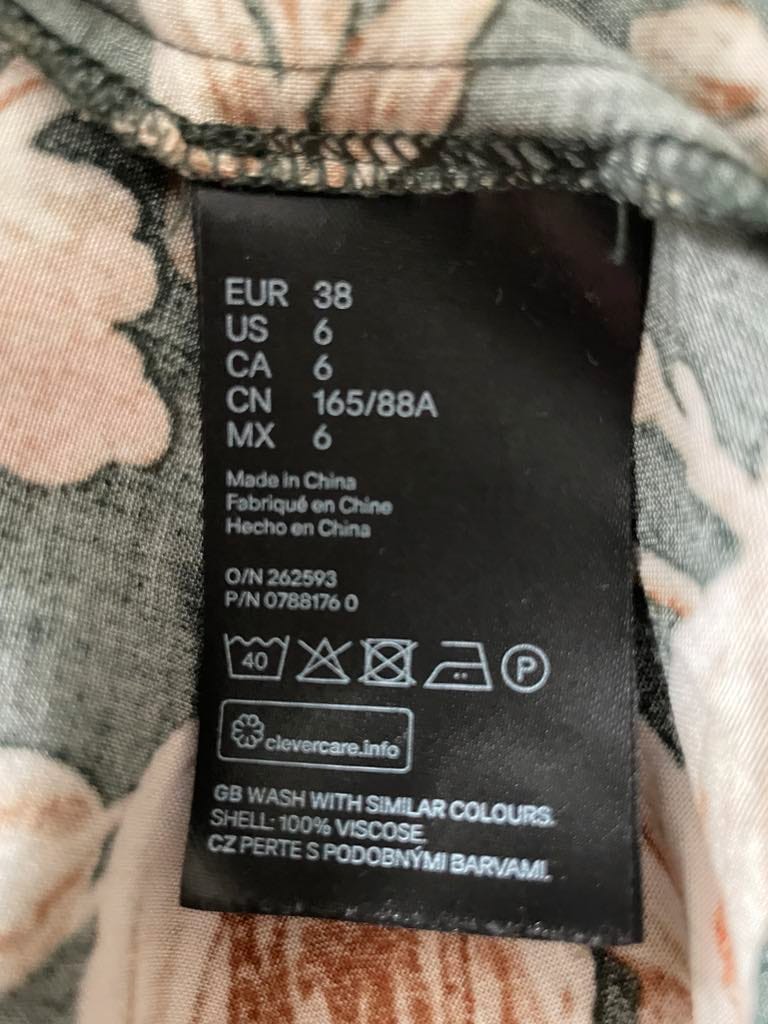 EUR 38
US 6
CA 6
CN 165/88A
MX 6
Made in China
Fabriqué en Chine
Hecho en China
O/N 262593
P/N 0788176 0
40 P
clevercare.info
GB WASH WITH SIMILAR COLOURS.
SHELL: 100% VISCOSE.
CZ PERTE S PODOBNÝMI BARVAMI.